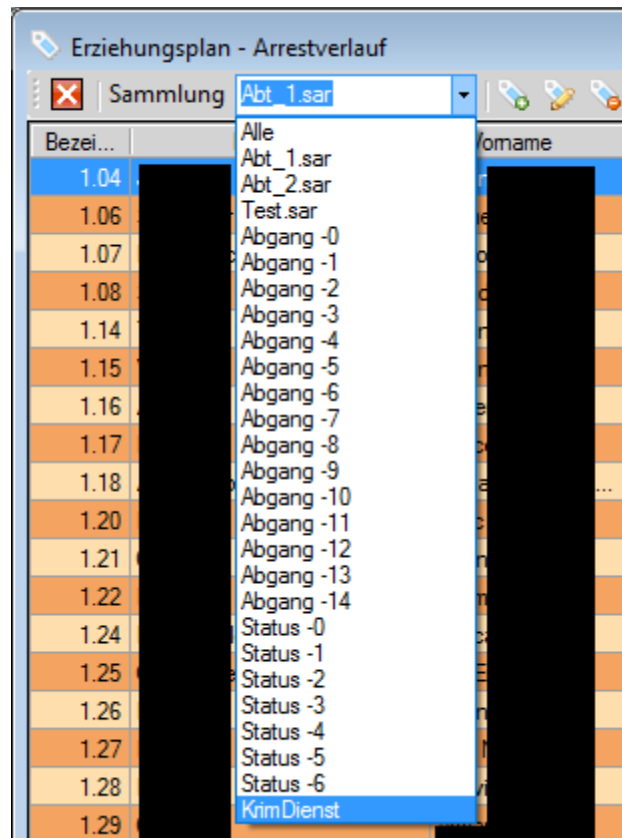 Erziehungsplan - Arrestverlauf
Sammlung Abt_1.sar
Bezei... Vorname
Alle
Abt_1.sar
Abt_2.sar
Test.sar
Abgang -0
Abgang -1
Abgang -2
Abgang -3
Abgang -4
Abgang -5
Abgang -6
Abgang -7
Abgang -8
Abgang -9
Abgang -10
Abgang -11
Abgang -12
Abgang -13
Abgang -14
Status -0
Status -1
Status -2
Status -3
Status -4
Status -5
Status -6
KrimDienst
1.04
1.06
1.07
1.08
1.14
1.15
1.16
1.17
1.18
1.20
1.21
1.22
1.24
1.25
1.26
1.27
1.28
1.29